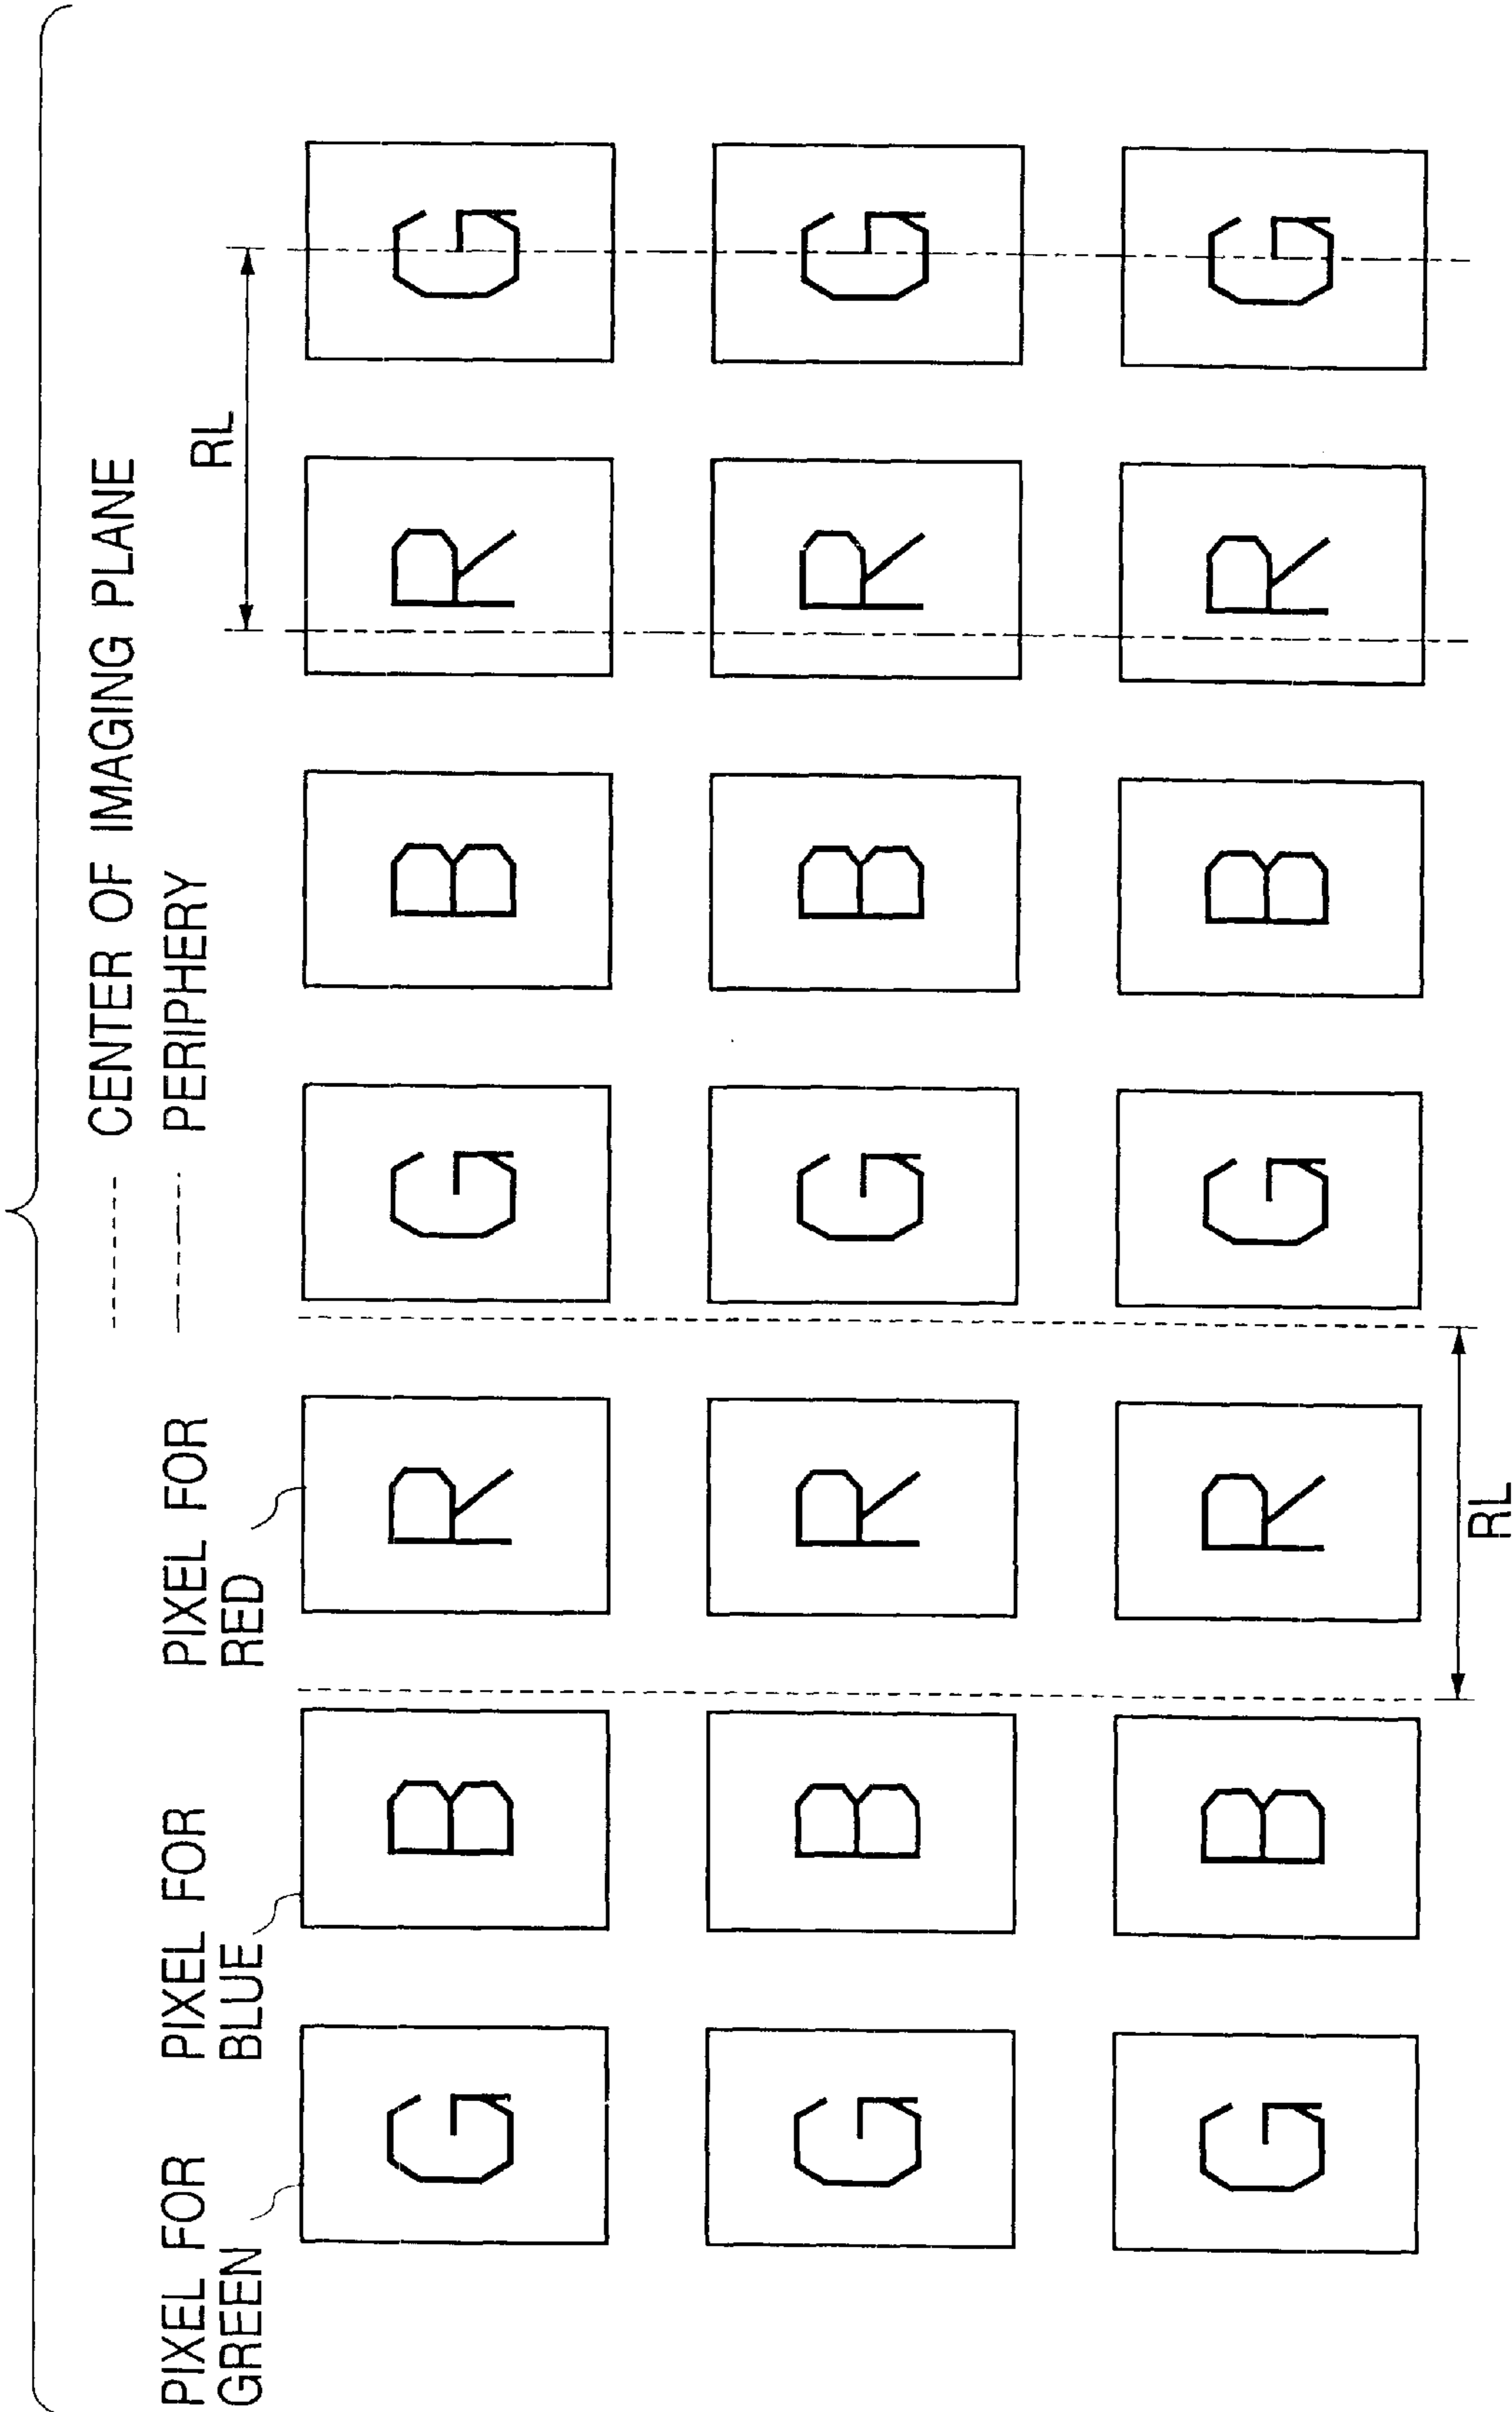 CENTER OF IMAGING PLANE
PERIPHERY
PIXEL FOR
GREEN
PIXEL FOR
BLUE
PIXEL FOR
RED
RL
G B R G B R G
G B R G B R G
G B R G B R G
RL